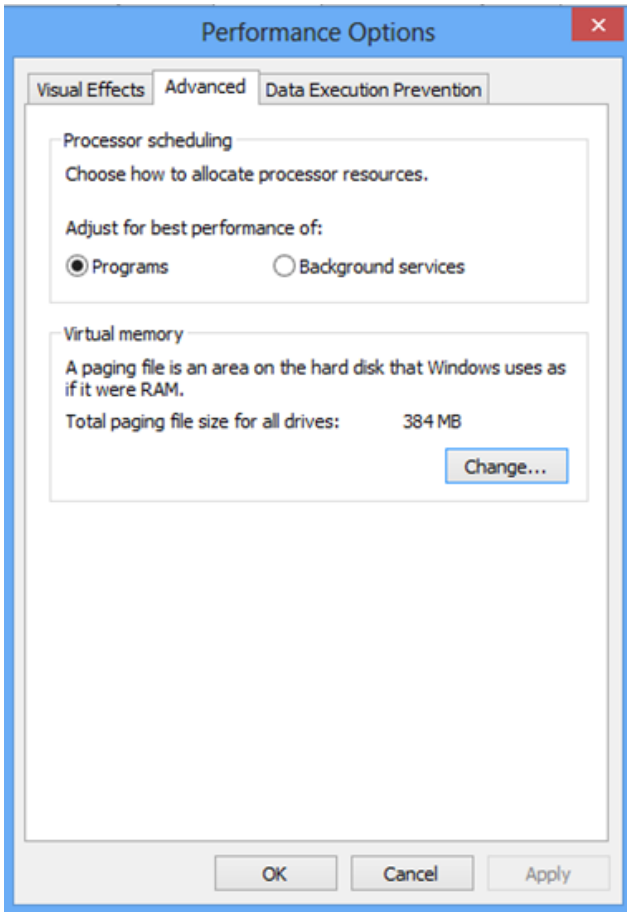 Performance Options
Visual Effects Advanced Data Execution Prevention
Processor scheduling
Choose how to allocate processor resources.
Adjust for best performance of:
Programs Background services
Virtual memory
A paging file is an area on the hard disk that Windows uses as
if it were RAM.
Total paging file size for all drives: 384 MB
Change...
OK Cancel Apply